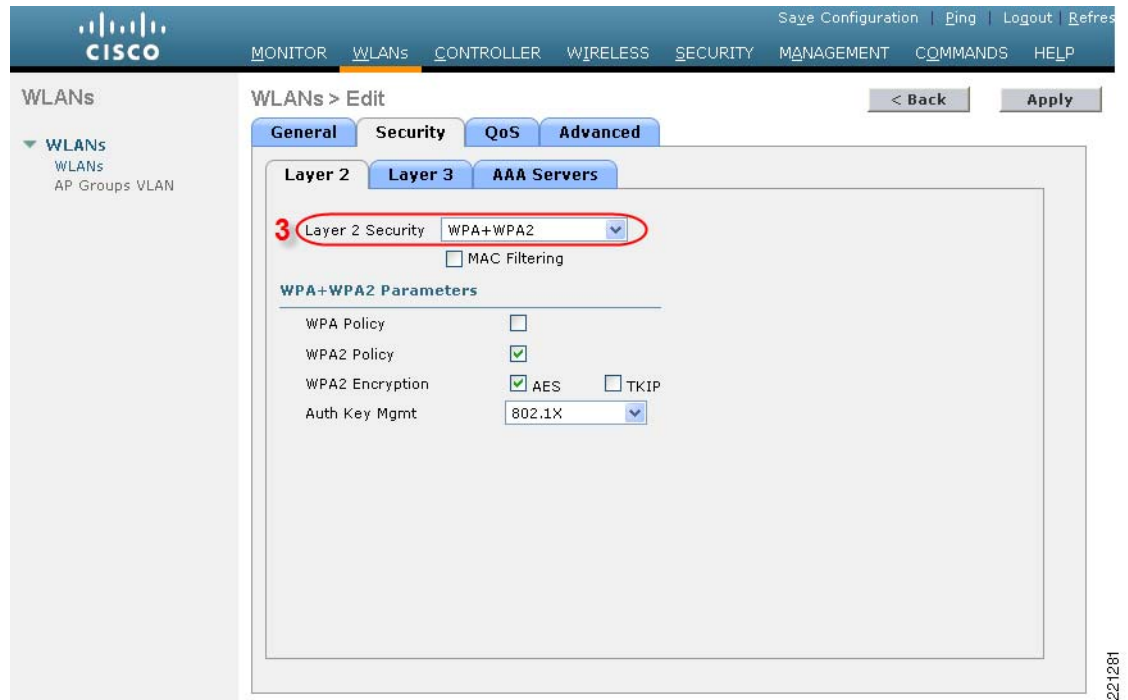 Save Configuration | Ping | Logout | Refres
CISCO
MONITOR WLANs CONTROLLER WIRELESS SECURITY MANAGEMENT COMMANDS HELP
WLANs
WLANs > Edit
< Back
Apply
General Security QoS Advanced
WLANs
WLANs
AP Groups VLAN
Layer 2 Layer 3 AAA Servers
3 Layer 2 Security WPA+WPA2
MAC Filtering
WPA+WPA2 Parameters
WPA Policy
WPA2 Policy
WPA2 Encryption AES TKIP
Auth Key Mgmt 802.1X
221281